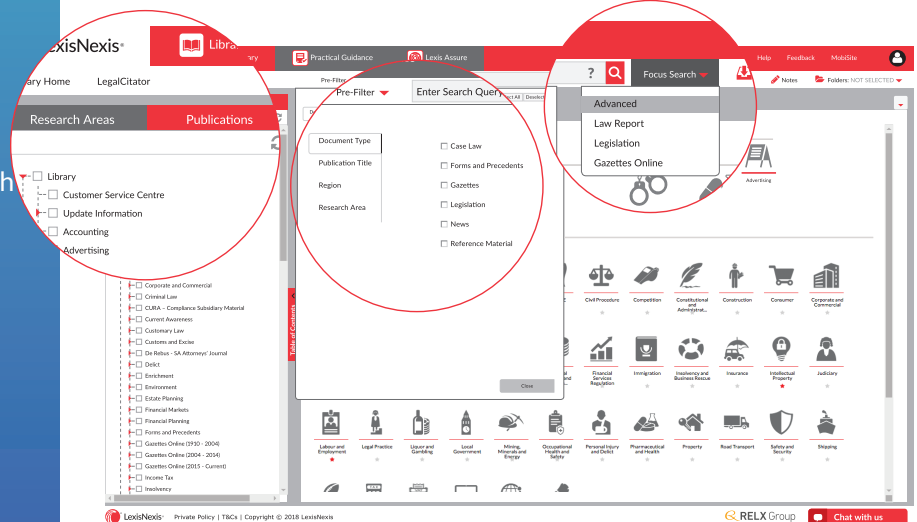 exisNexis®
Libra
ary
Practical Guidance
Lexis Assure
Help
Feedback
MobiSite
ary Home
LegalCitator
Pre-Filter
?
Focus Search
Notes
Folders: NOT SELECTED
Research Areas
Publications
Pre-Filter
Enter Search Query
ect All
Deselect
Advanced
Law Report
Legislation
Gazettes Online
Document Type
Publication Title
Region
Research Area
Case Law
Forms and Precedents
Gazettes
Legislation
News
Reference Material
Advertising
h
Library
Customer Service Centre
Update Information
Accounting
Advertising
Corporate and Commercial
Criminal Law
CURA – Compliance Subsidiary Material
Current Awareness
Customary Law
Customs and Excise
De Rebus - SA Attorneys' Journal
Delict
Enrichment
Environment
Estate Planning
Financial Markets
Financial Planning
Forms and Precedents
Gazettes Online (1910 - 2004)
Gazettes Online (2004 - 2014)
Gazettes Online (2015 - Current)
Income Tax
Insolvency
Table of Contents
Close
Civil Procedure
Competition
Constitutional
and
Administrat...
Construction
Consumer
Corporate and
Commercial
Financial
Services
Regulation
Immigration
Insolvency and
Business Rescue
Insurance
Intellectual
Property
Judiciary
Labour and
Employment
Legal Practice
Liquor and
Gambling
Local
Government
Mining,
Minerals and
Energy
Occupational
Health and
Safety
Personal Injury
and Delict
Pharmaceutical
and Health
Property
Road Transport
Safety and
Security
Shipping
LexisNexis® Private Policy | T&Cs | Copyright © 2018 LexisNexis
RELX Group
Chat with us